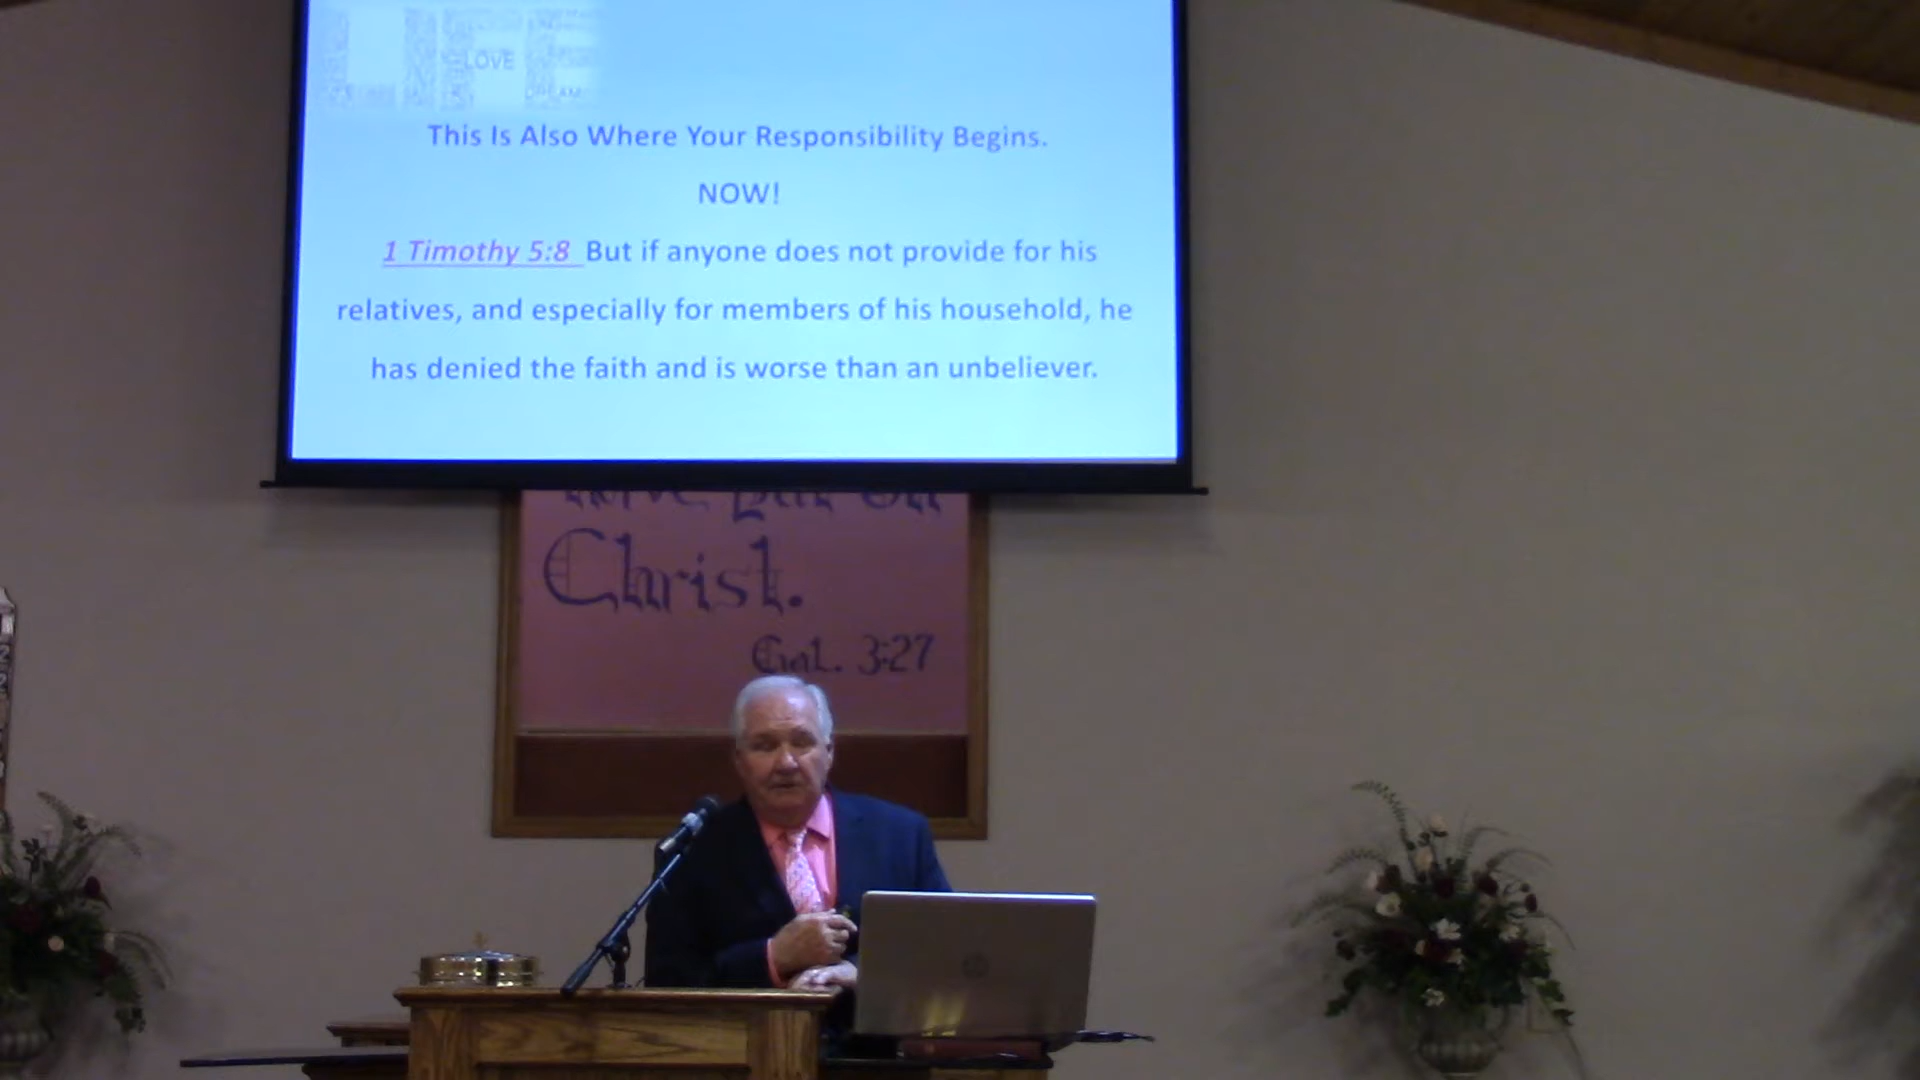 LOVE
DREAM
This Is Also Where Your Responsibility Begins.
NOW!
1 Timothy 5:8 But if anyone does not provide for his
relatives, and especially for members of his household, he
has denied the faith and is worse than an unbeliever.
Christ.
Gal. 3:27